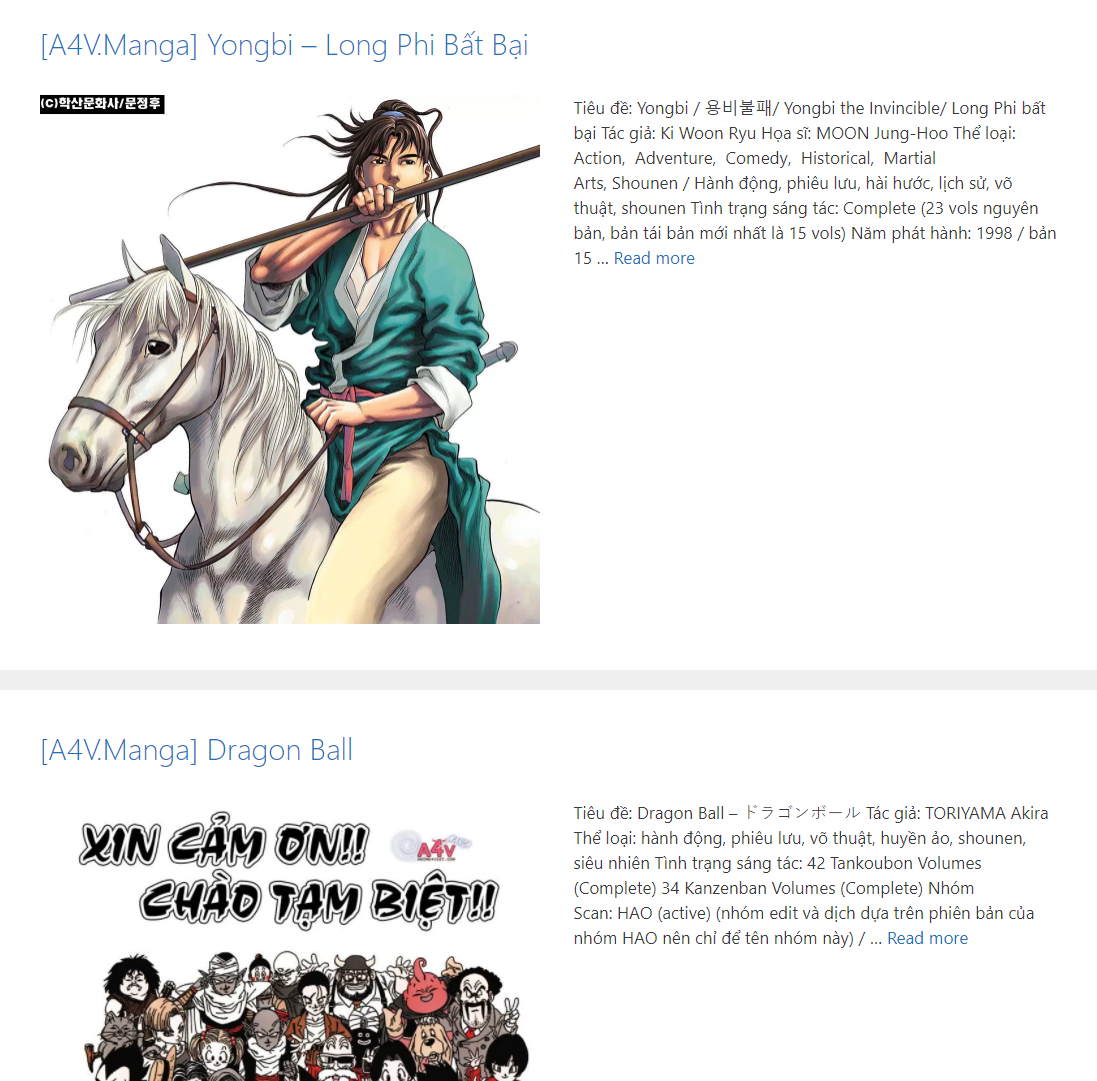 [A4V.Manga] Yongbi – Long Phi Bất Bại
(C)학산문화사/문정후
Tiêu đề: Yongbi / 용비불패/ Yongbi the Invincible/ Long Phi bất
bại Tác giả: Ki Woon Ryu Họa sĩ: MOON Jung-Hoo Thể loại:
Action,  Adventure,  Comedy,  Historical,  Martial
Arts, Shounen / Hành động, phiêu lưu, hài hước, lịch sử, võ
thuật, shounen Tình trạng sáng tác: Complete (23 vols nguyên
bản, bản tái bản mới nhất là 15 vols) Năm phát hành: 1998 / bản
15 ... Read more
[A4V.Manga] Dragon Ball
XIN CẢM ƠN!!
A4V
CHÀO TẠM BIỆT!!
Tiêu đề: Dragon Ball – ドラゴンボール Tác giả: TORIYAMA Akira
Thể loại: hành động, phiêu lưu, võ thuật, huyền ảo, shounen,
siêu nhiên Tình trạng sáng tác: 42 Tankoubon Volumes
(Complete) 34 Kanzenban Volumes (Complete) Nhóm
Scan: HAO (active) (nhóm edit và dịch dựa trên phiên bản của
nhóm HAO nên chỉ để tên nhóm này) / ... Read more